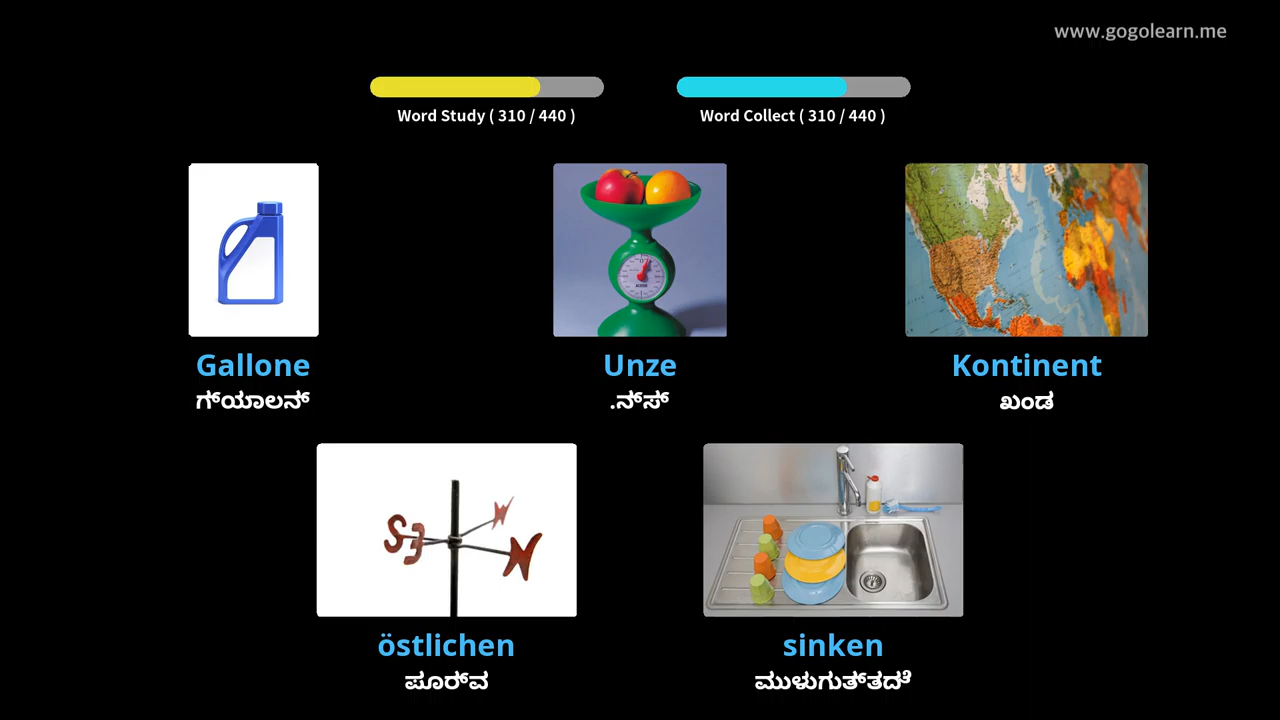 www.gogolearn.me
Word Study ( 310 / 440 )
Word Collect ( 310 / 440 )
Gallone
ಗ್ಯಾಲನ್
Unze
.ನ್ಸ್
Kontinent
ಖಂಡ
östlichen
ಪೂರ್ವ
sinken
ಮುಳುಗುತ್ತದೆ